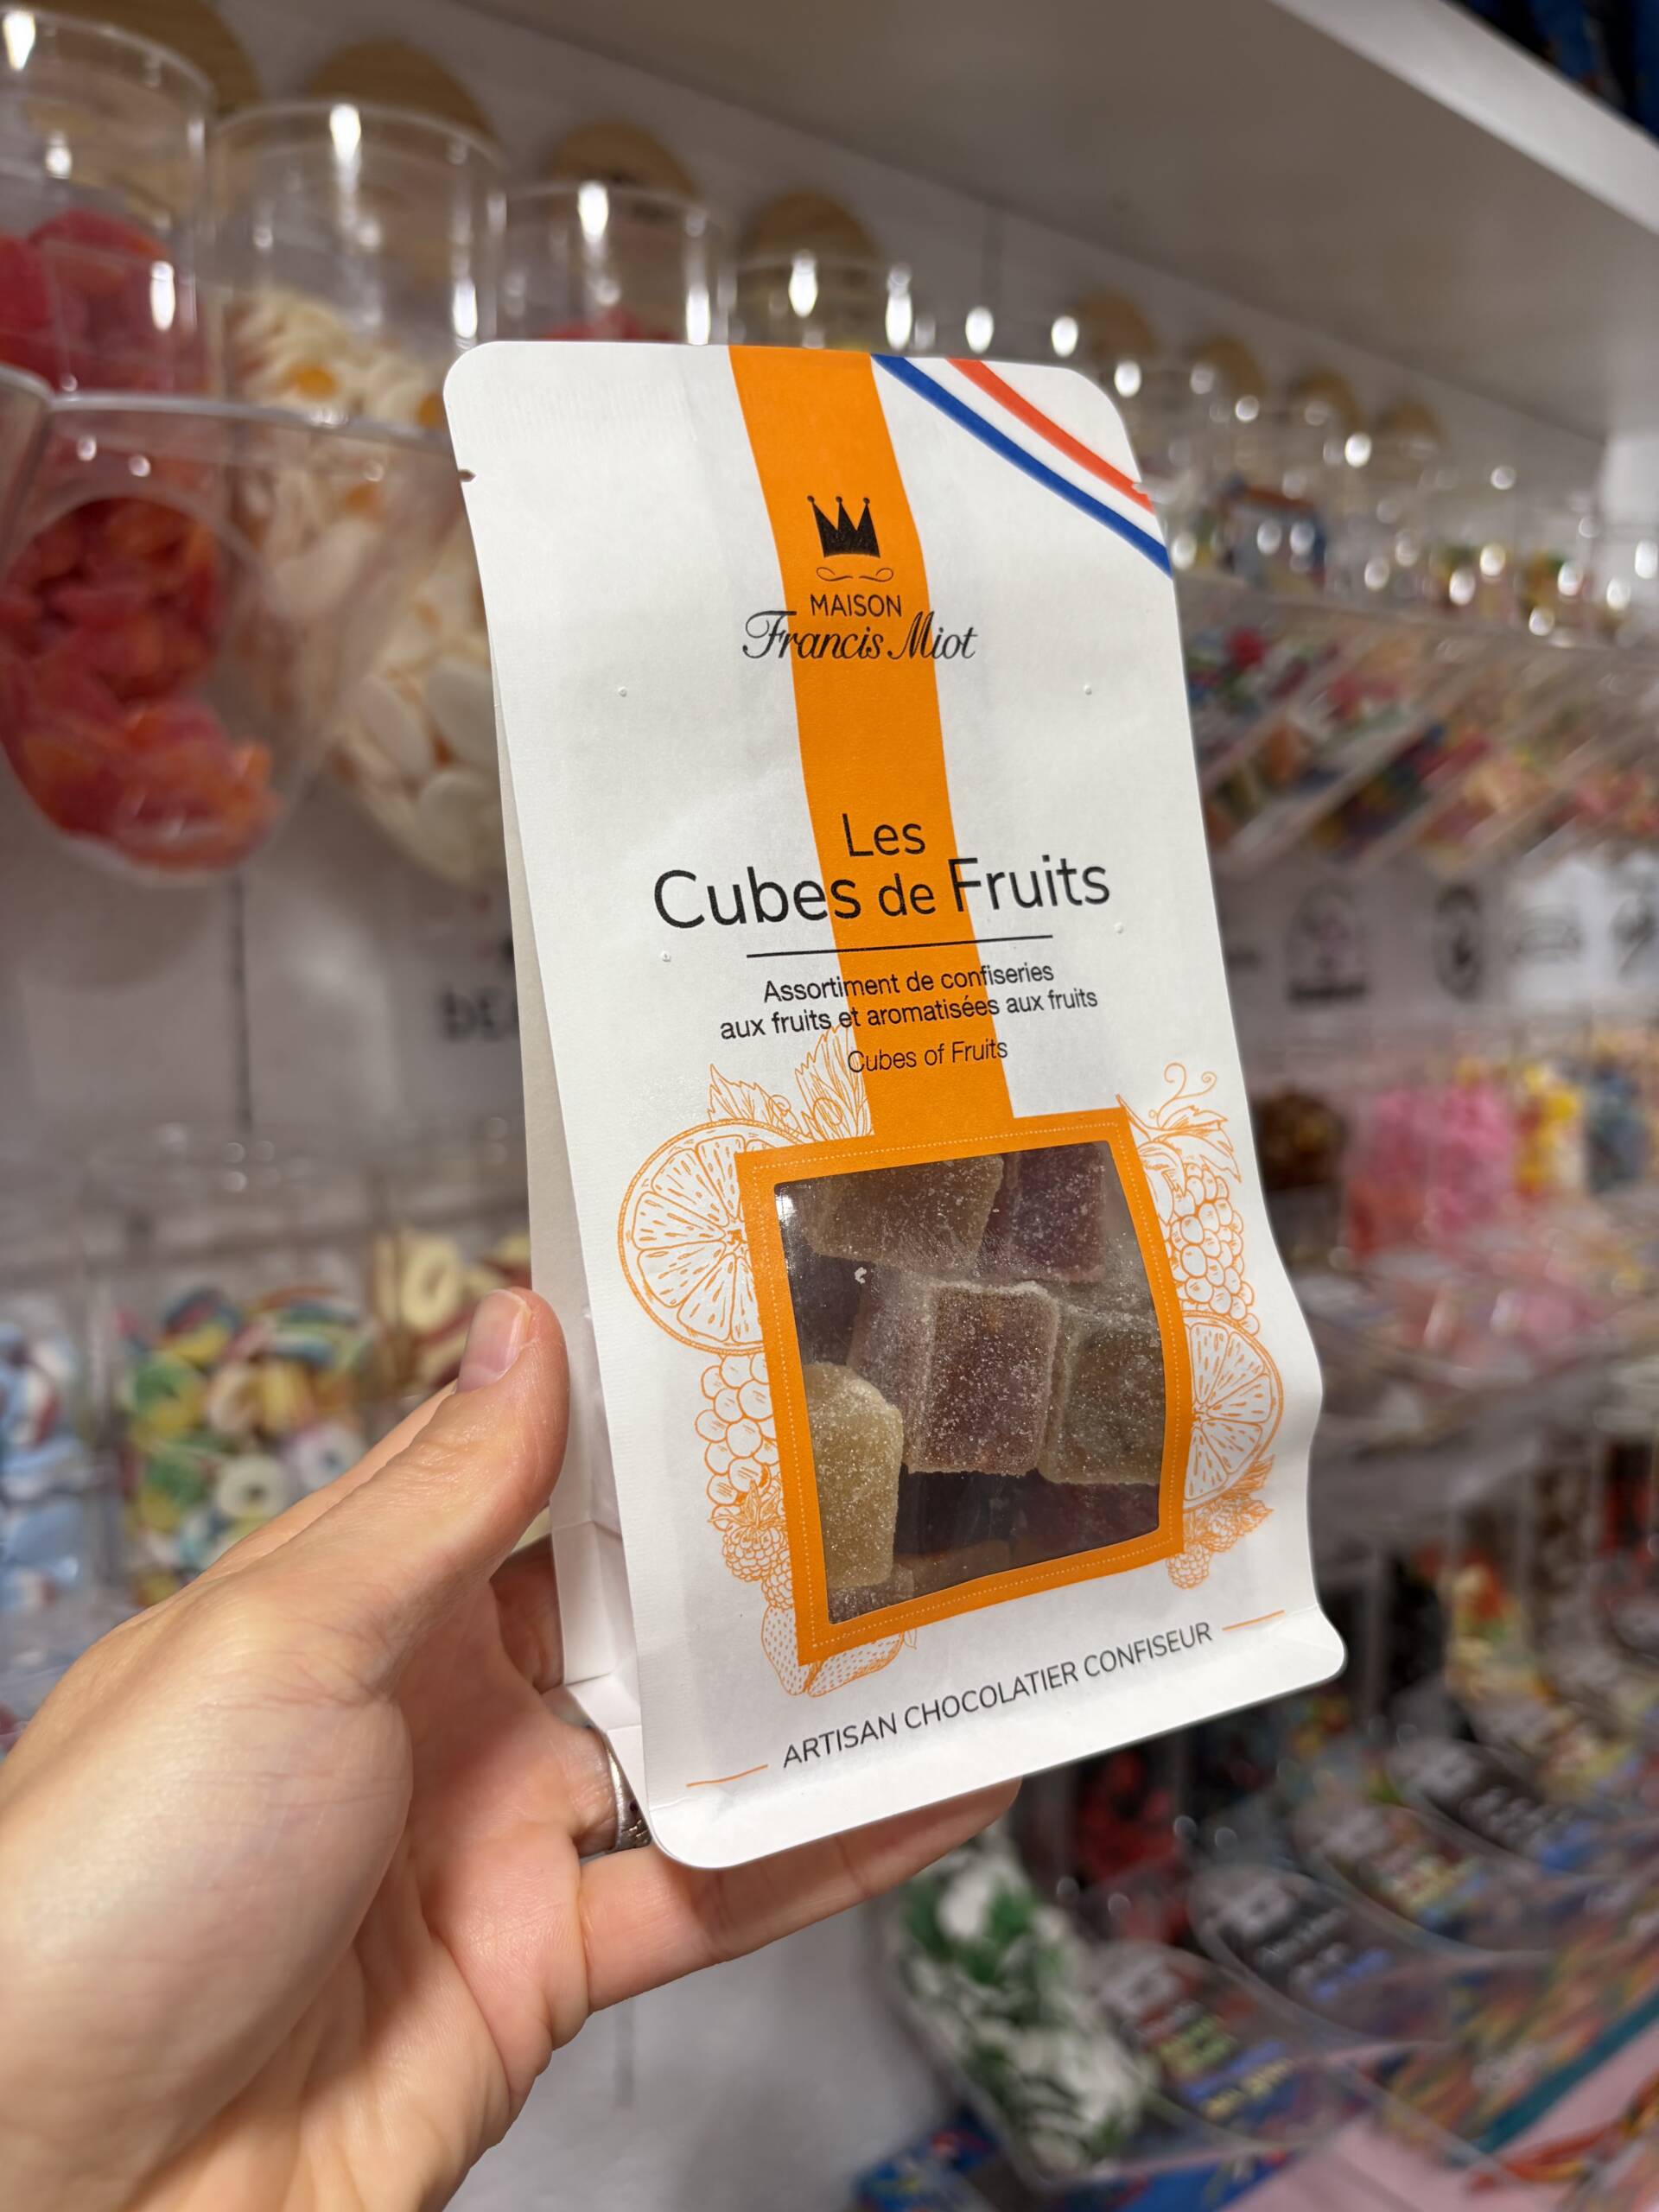 MAISON
Francis Miot
Les
Cubes de Fruits
Assortiment de confiseries
aux fruits et aromatisées aux fruits
Cubes of Fruits
ARTISAN CHOCOLATIER CONFISEUR